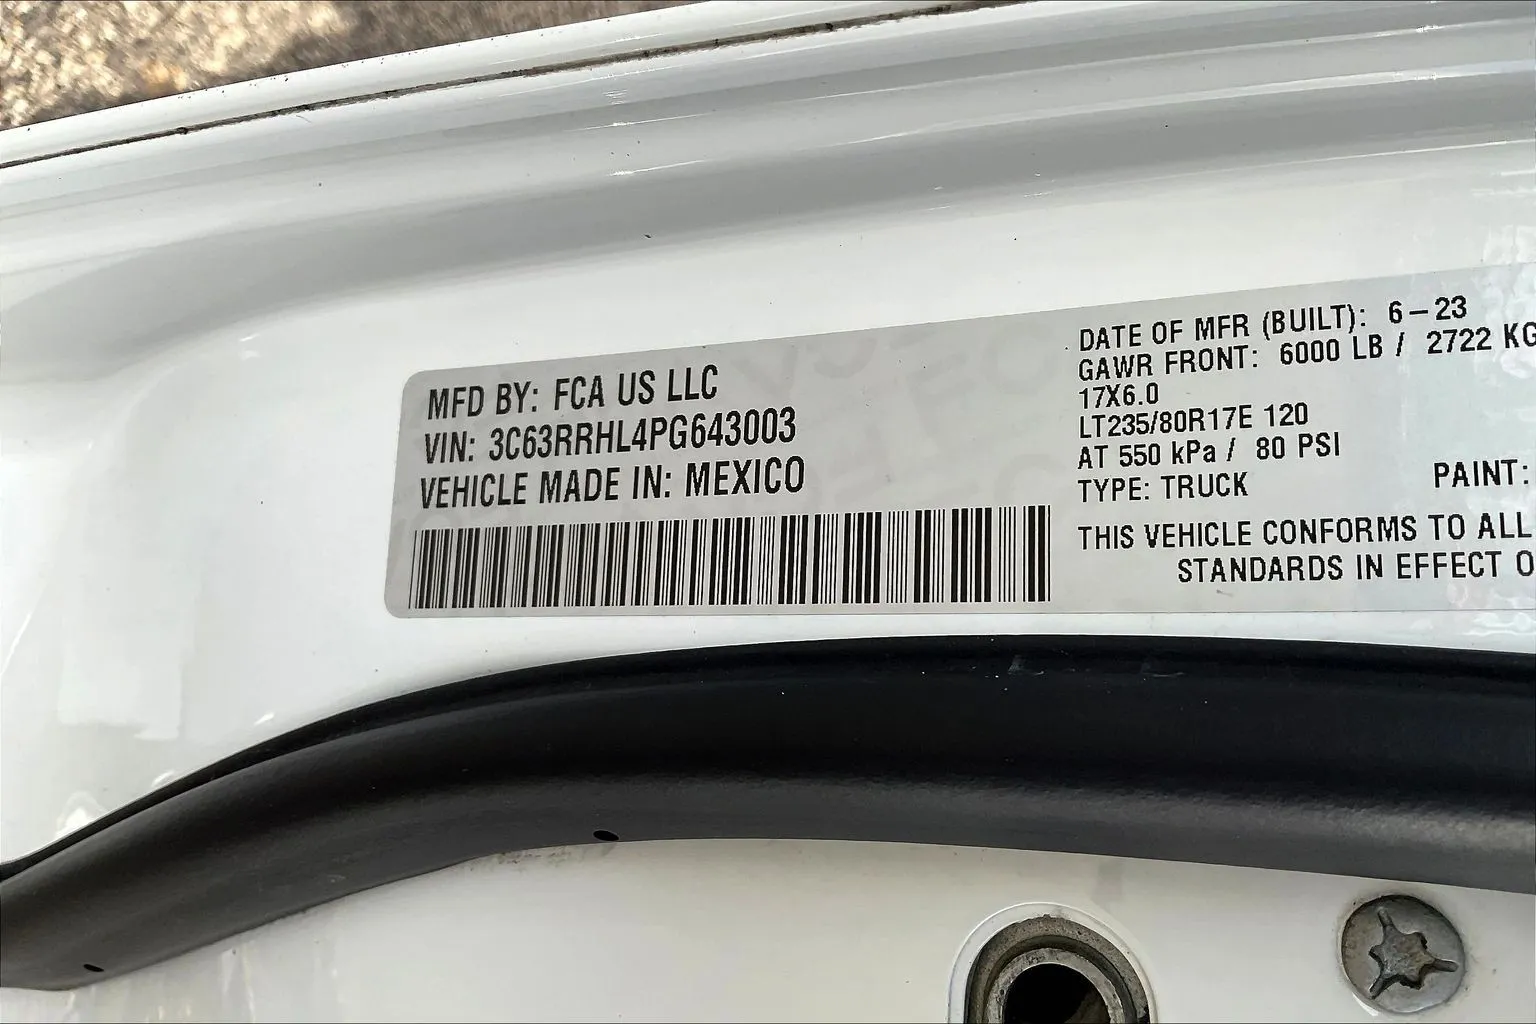 MFD BY: FCA US LLC
VIN: 3C63RRHL4PG643003
VEHICLE MADE IN: MEXICO
DATE OF MFR (BUILT): 6-23
GAWR FRONT: 6000 LB / 2722 KG
17X6.0
LT235/80R17E 120
AT 550 kPa / 80 PSI
TYPE: TRUCK
PAINT:
THIS VEHICLE CONFORMS TO ALL
STANDARDS IN EFFECT O